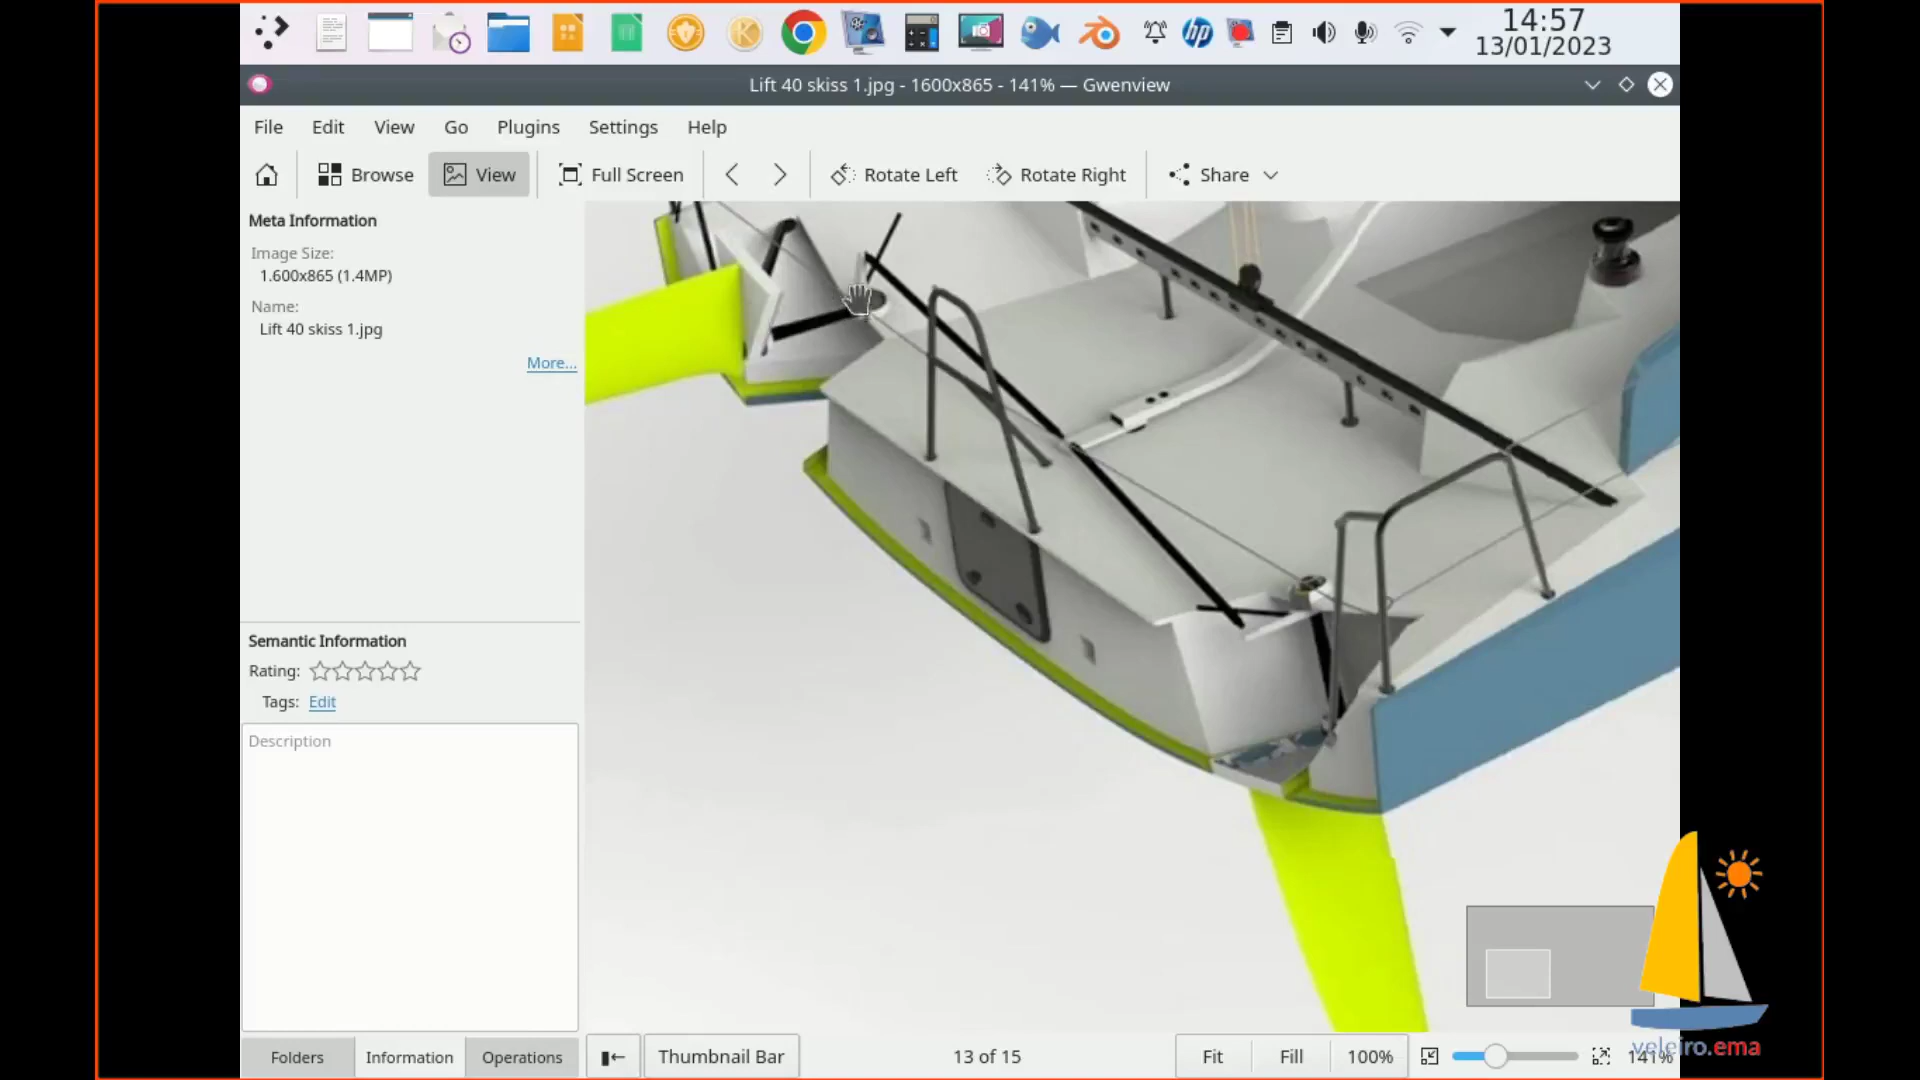 14:57
13/01/2023
Lift 40 skiss 1.jpg - 1600x865 - 141% — Gwenview
File Edit View Go Plugins Settings Help
Browse View Full Screen Rotate Left Rotate Right Share
Meta Information
Image Size:
1.600x865 (1.4MP)
Name:
Lift 40 skiss 1.jpg
More...
Semantic Information
Rating:
Tags: Edit
Description
Folders Information Operations Thumbnail Bar 13 of 15 Fit Fill 100% 141%
veleiro.ema